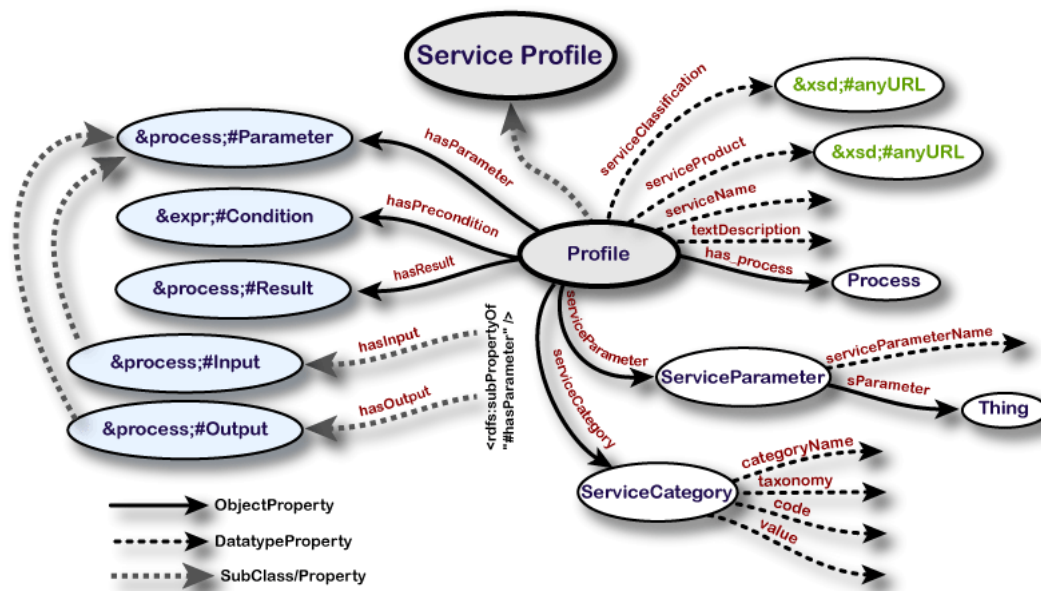 Service Profile
serviceClassification
&xsd;#anyURL
&process;#Parameter
hasParameter
serviceProduct
&xsd;#anyURL
serviceName
&expr;#Condition
hasPrecondition
textDescription
Profile
has_process
hasResult
&process;#Result
Process
<rdfs:subPropertyOf
"#hasParameter" />
hasInput
&process;#Input
serviceParameter
serviceParameterName
ServiceParameter
sParameter
Thing
hasOutput
&process;#Output
serviceCategory
categoryName
ServiceCategory
taxonomy
code
value
ObjectProperty
DatatypeProperty
SubClass/Property